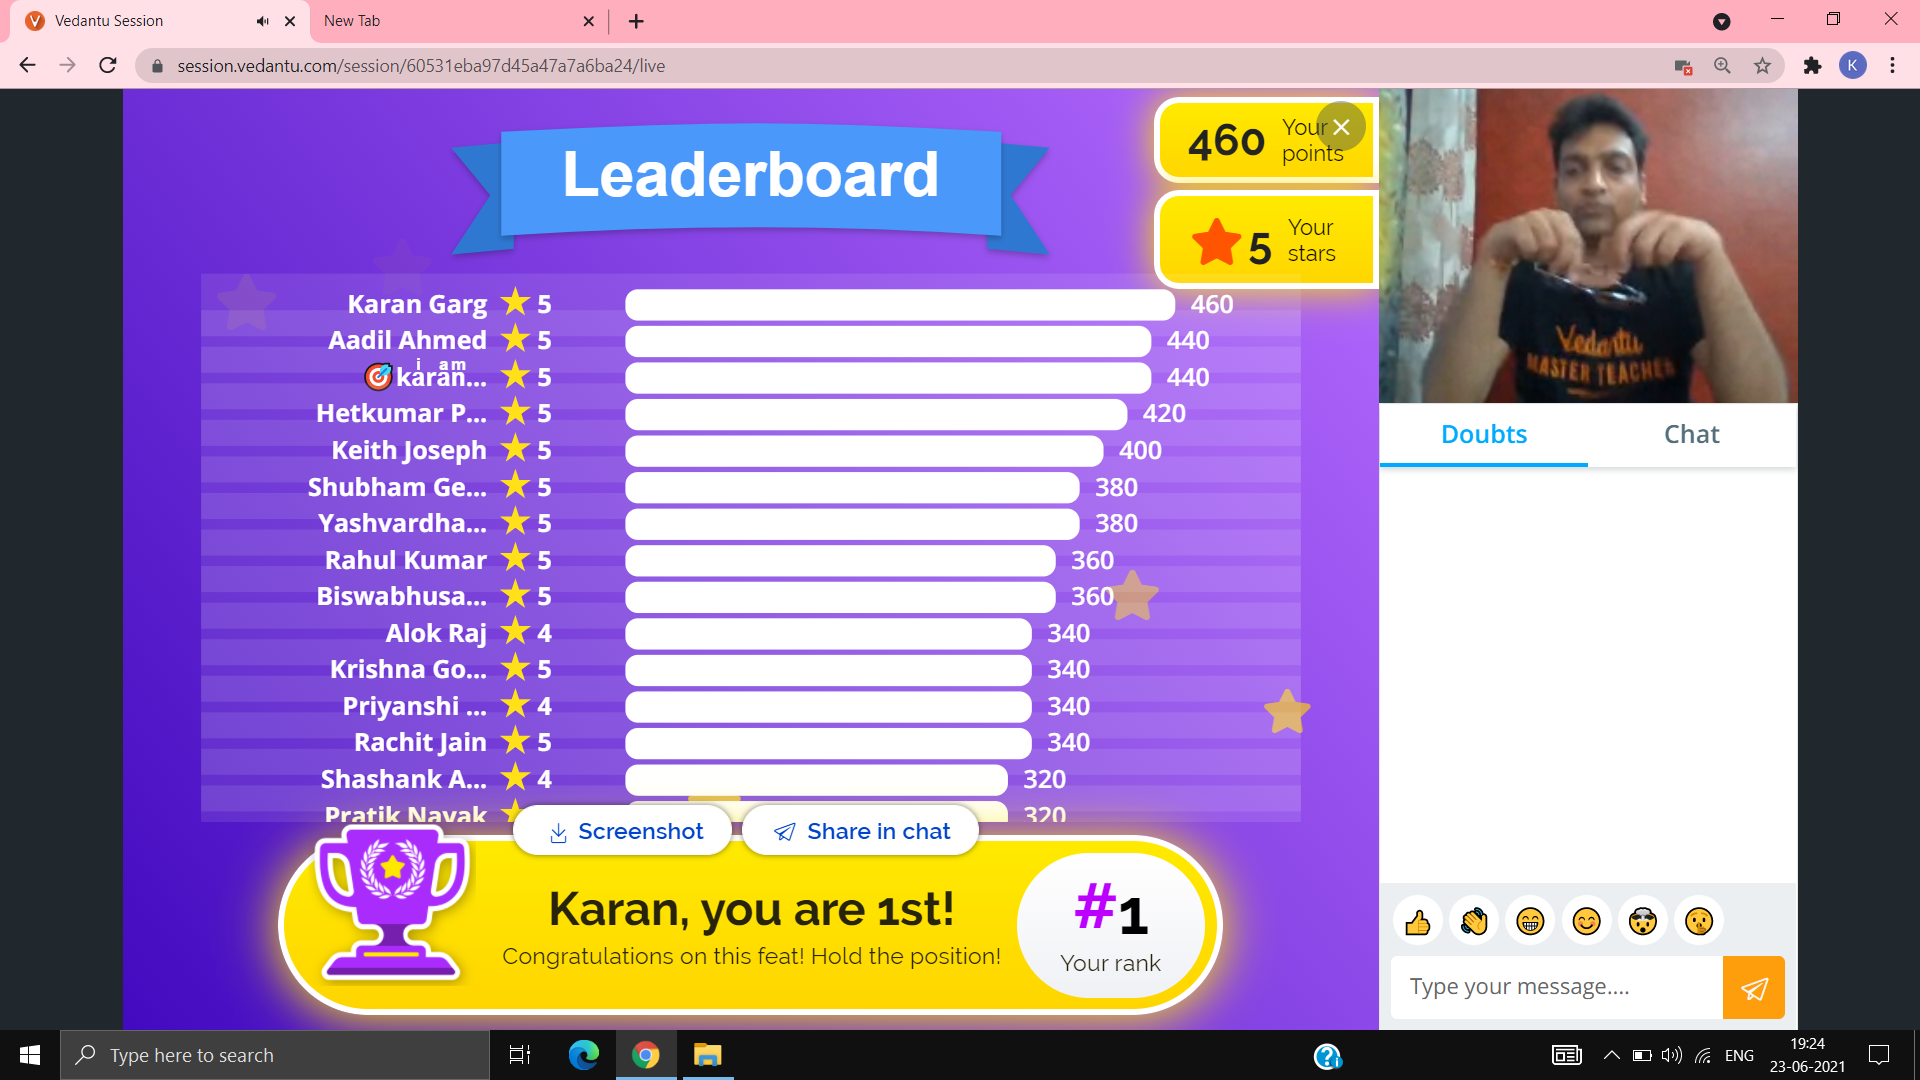 Vedantu Session
New Tab
session.vedantu.com/session/60531eba97d45a47a7a6ba24/live
K
Leaderboard
460 Your points
5 Your stars
Karan Garg 5 460
Aadil Ahmed 5 440
i am
karan... 5 440
Hetkumar P... 5 420
Keith Joseph 5 400
Shubham Ge... 5 380
Yashvardha... 5 380
Rahul Kumar 5 360
Biswabhusa... 5 360
Alok Raj 4 340
Krishna Go... 5 340
Priyanshi ... 4 340
Rachit Jain 5 340
Shashank A... 4 320
Pratik Nayak 320
Screenshot
Share in chat
Karan, you are 1st!
Congratulations on this feat! Hold the position!
#1
Your rank
Vedantu
MASTER TEACHER
Doubts
Chat
Type your message....
Type here to search
ENG
19:24
23-06-2021